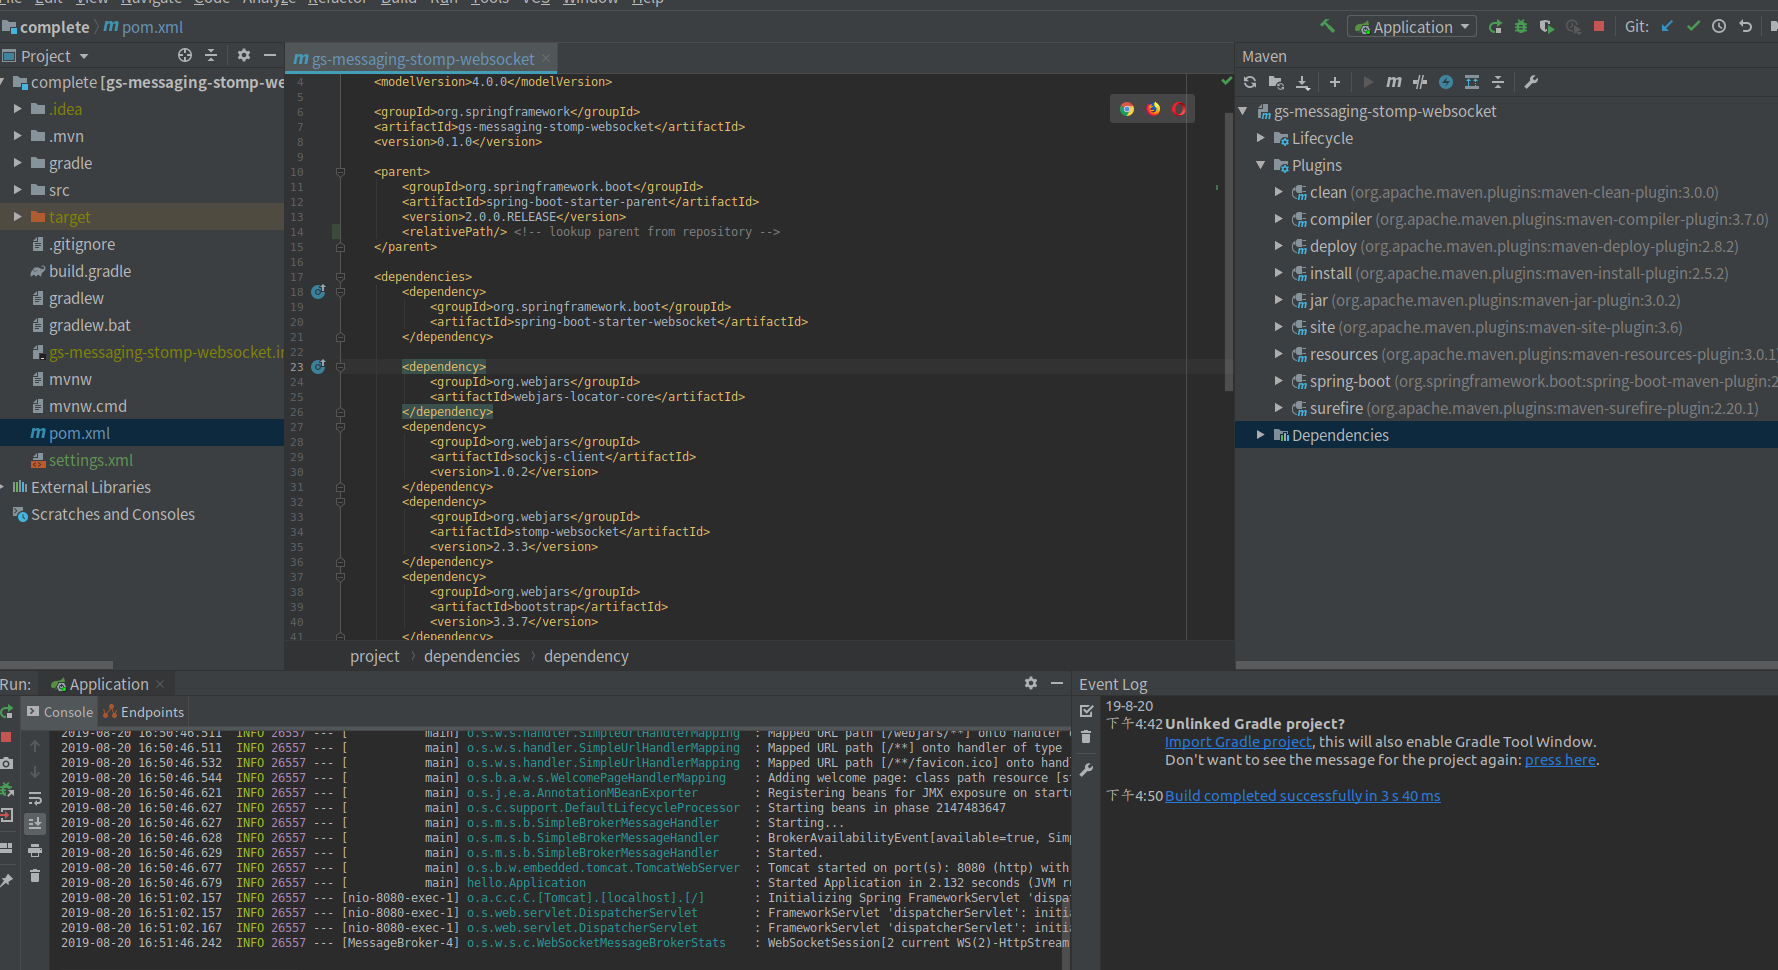 File Edit View Navigate Code Analyze Refactor Build Run Tools VCS Window Help
complete pom.xml
Application Git:
Project
complete [gs-messaging-stomp-we
.idea
.mvn
gradle
src
target
.gitignore
build.gradle
gradlew
gradlew.bat
gs-messaging-stomp-websocket.i
mvnw
mvnw.cmd
pom.xml
settings.xml
External Libraries
Scratches and Consoles
gs-messaging-stomp-websocket
4 <modelVersion>4.0.0</modelVersion>
5
6 <groupId>org.springframework</groupId>
7 <artifactId>gs-messaging-stomp-websocket</artifactId>
8 <version>0.1.0</version>
9
10 <parent>
11 <groupId>org.springframework.boot</groupId>
12 <artifactId>spring-boot-starter-parent</artifactId>
13 <version>2.0.0.RELEASE</version>
14 <relativePath/> <!-- lookup parent from repository -->
15 </parent>
16
17 <dependencies>
18 <dependency>
19 <groupId>org.springframework.boot</groupId>
20 <artifactId>spring-boot-starter-websocket</artifactId>
21 </dependency>
22
23 <dependency>
24 <groupId>org.webjars</groupId>
25 <artifactId>webjars-locator-core</artifactId>
26 </dependency>
27 <dependency>
28 <groupId>org.webjars</groupId>
29 <artifactId>sockjs-client</artifactId>
30 <version>1.0.2</version>
31 </dependency>
32 <dependency>
33 <groupId>org.webjars</groupId>
34 <artifactId>stomp-websocket</artifactId>
35 <version>2.3.3</version>
36 </dependency>
37 <dependency>
38 <groupId>org.webjars</groupId>
39 <artifactId>bootstrap</artifactId>
40 <version>3.3.7</version>
41 </dependency>
project dependencies dependency
Maven
gs-messaging-stomp-websocket
Lifecycle
Plugins
clean (org.apache.maven.plugins:maven-clean-plugin:3.0.0)
compiler (org.apache.maven.plugins:maven-compiler-plugin:3.7.0)
deploy (org.apache.maven.plugins:maven-deploy-plugin:2.8.2)
install (org.apache.maven.plugins:maven-install-plugin:2.5.2)
jar (org.apache.maven.plugins:maven-jar-plugin:3.0.2)
site (org.apache.maven.plugins:maven-site-plugin:3.6)
resources (org.apache.maven.plugins:maven-resources-plugin:3.0.1)
spring-boot (org.springframework.boot:spring-boot-maven-plugin:2
surefire (org.apache.maven.plugins:maven-surefire-plugin:2.20.1)
Dependencies
Run: Application
Console Endpoints
2019-08-20 16:50:46.511 INFO 26557 --- [ main] o.s.w.s.handler.SimpleUrlHandlerMapping : Mapped URL path [/webjars/**] onto handler
2019-08-20 16:50:46.511 INFO 26557 --- [ main] o.s.w.s.handler.SimpleUrlHandlerMapping : Mapped URL path [/**] onto handler of type
2019-08-20 16:50:46.532 INFO 26557 --- [ main] o.s.w.s.handler.SimpleUrlHandlerMapping : Mapped URL path [/**/favicon.ico] onto hand
2019-08-20 16:50:46.544 INFO 26557 --- [ main] o.s.b.a.w.s.WelcomePageHandlerMapping : Adding welcome page: class path resource [s
2019-08-20 16:50:46.621 INFO 26557 --- [ main] o.s.j.e.a.AnnotationMBeanExporter : Registering beans for JMX exposure on startu
2019-08-20 16:50:46.627 INFO 26557 --- [ main] o.s.c.support.DefaultLifecycleProcessor : Starting beans in phase 2147483647
2019-08-20 16:50:46.627 INFO 26557 --- [ main] o.s.m.s.b.SimpleBrokerMessageHandler : Starting...
2019-08-20 16:50:46.628 INFO 26557 --- [ main] o.s.m.s.b.SimpleBrokerMessageHandler : BrokerAvailabilityEvent[available=true, Sim
2019-08-20 16:50:46.629 INFO 26557 --- [ main] o.s.m.s.b.SimpleBrokerMessageHandler : Started.
2019-08-20 16:50:46.677 INFO 26557 --- [ main] o.s.b.w.embedded.tomcat.TomcatWebServer : Tomcat started on port(s): 8080 (http) with
2019-08-20 16:50:46.679 INFO 26557 --- [ main] hello.Application : Started Application in 2.132 seconds (JVM ru
2019-08-20 16:51:02.157 INFO 26557 --- [nio-8080-exec-1] o.a.c.c.C.[Tomcat].[localhost].[/] : Initializing Spring FrameworkServlet 'dispa
2019-08-20 16:51:02.157 INFO 26557 --- [nio-8080-exec-1] o.s.web.servlet.DispatcherServlet : FrameworkServlet 'dispatcherServlet': initi
2019-08-20 16:51:02.167 INFO 26557 --- [nio-8080-exec-1] o.s.web.servlet.DispatcherServlet : FrameworkServlet 'dispatcherServlet': initi
2019-08-20 16:51:46.242 INFO 26557 --- [MessageBroker-4] o.s.w.s.c.WebSocketMessageBrokerStats : WebSocketSession[2 current WS(2)-HttpStream
Event Log
19-8-20
下午4:42 Unlinked Gradle project?
Import Gradle project, this will also enable Gradle Tool Window.
Don't want to see the message for the project again: press here.
下午4:50 Build completed successfully in 3 s 40 ms